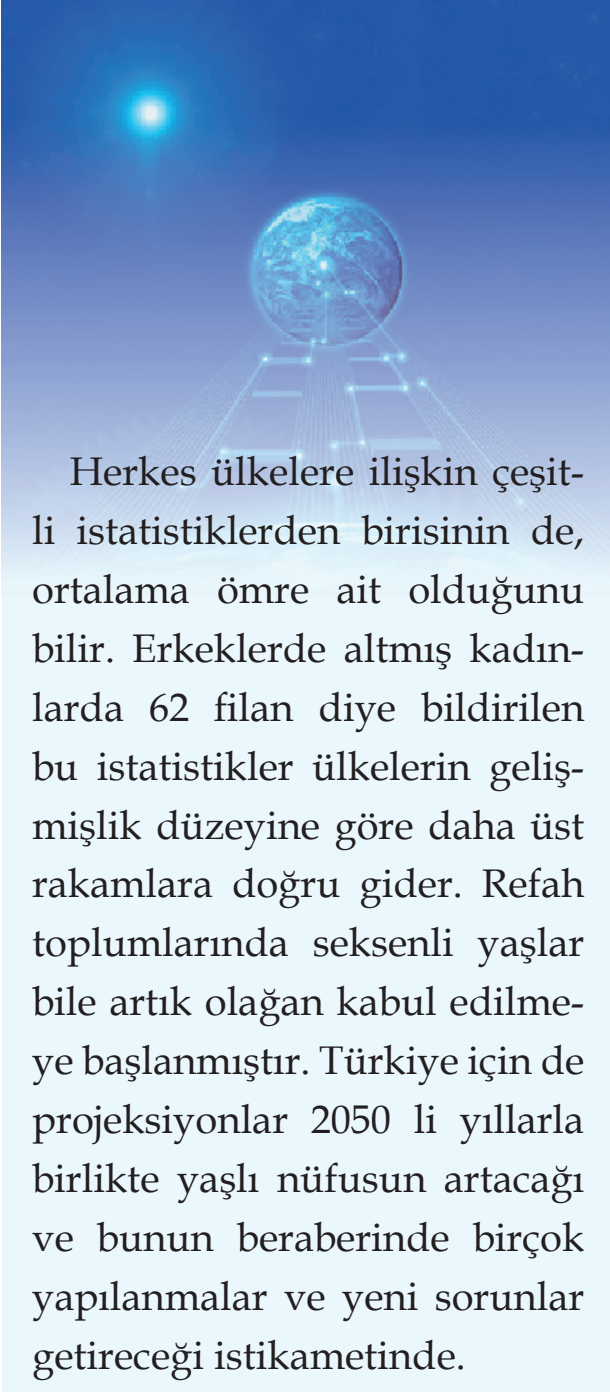 Herkes ülkelere ilişkin çeşit-
li istatistiklerden birisinin de,
ortalama ömre ait olduğunu
bilir. Erkeklerde altmış kadın-
larda 62 filan diye bildirilen
bu istatistikler ülkelerin geliş-
mişlik düzeyine göre daha üst
rakamlara doğru gider. Refah
toplumlarında seksenli yaşlar
bile artık olağan kabul edilme-
ye başlanmıştır. Türkiye için de
projeksiyonlar 2050 li yıllarla
birlikte yaşlı nüfusun artacağı
ve bunun beraberinde birçok
yapılanmalar ve yeni sorunlar
getireceği istikametinde.